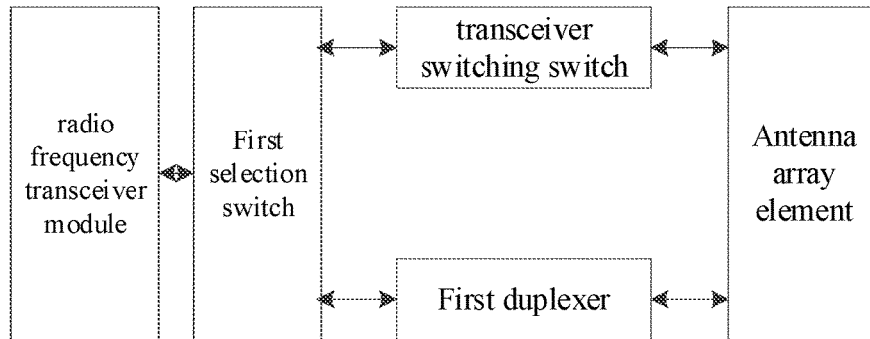 radio
frequency
transceiver
module
First
selection
switch
transceiver
switching switch
First duplexer
Antenna
array
element